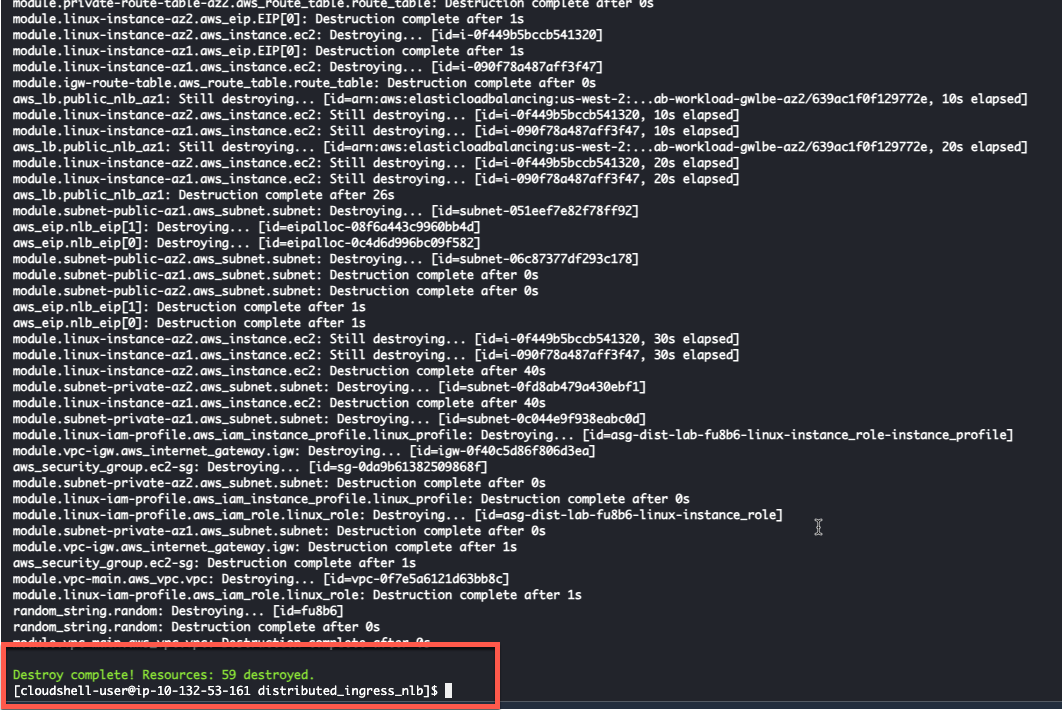 module.private-route-table-az2.aws_route_table.route_table: Destruction complete after 0s
module.linux-instance-az2.aws_eip.EIP[0]: Destruction complete after 1s
module.linux-instance-az2.aws_instance.ec2: Destroying... [id=i-0f449b5bccb541320]
module.linux-instance-az1.aws_eip.EIP[0]: Destruction complete after 1s
module.linux-instance-az1.aws_instance.ec2: Destroying... [id=i-090f78a487aff3f47]
module.igw-route-table.aws_route_table.route_table: Destruction complete after 0s
aws_lb.public_nlb_az1: Still destroying... [id=arn:aws:elasticloadbalancing:us-west-2:...ab-workload-gwlbe-az2/639ac1f0f129772e, 10s elapsed]
module.linux-instance-az2.aws_instance.ec2: Still destroying... [id=i-0f449b5bccb541320, 10s elapsed]
module.linux-instance-az1.aws_instance.ec2: Still destroying... [id=i-090f78a487aff3f47, 10s elapsed]
aws_lb.public_nlb_az1: Still destroying... [id=arn:aws:elasticloadbalancing:us-west-2:...ab-workload-gwlbe-az2/639ac1f0f129772e, 20s elapsed]
module.linux-instance-az2.aws_instance.ec2: Still destroying... [id=i-0f449b5bccb541320, 20s elapsed]
module.linux-instance-az1.aws_instance.ec2: Still destroying... [id=i-090f78a487aff3f47, 20s elapsed]
aws_lb.public_nlb_az1: Destruction complete after 26s
module.subnet-public-az1.aws_subnet.subnet: Destroying... [id=subnet-051eef7e82f78ff92]
aws_eip.nlb_eip[1]: Destroying... [id=eipalloc-08f6a443c9960bb4d]
aws_eip.nlb_eip[0]: Destroying... [id=eipalloc-0c4d6d996bc09f582]
module.subnet-public-az2.aws_subnet.subnet: Destroying... [id=subnet-06c87377df293c178]
module.subnet-public-az1.aws_subnet.subnet: Destruction complete after 0s
module.subnet-public-az2.aws_subnet.subnet: Destruction complete after 0s
aws_eip.nlb_eip[1]: Destruction complete after 1s
aws_eip.nlb_eip[0]: Destruction complete after 1s
module.linux-instance-az2.aws_instance.ec2: Still destroying... [id=i-0f449b5bccb541320, 30s elapsed]
module.linux-instance-az1.aws_instance.ec2: Still destroying... [id=i-090f78a487aff3f47, 30s elapsed]
module.linux-instance-az2.aws_instance.ec2: Destruction complete after 40s
module.subnet-private-az2.aws_subnet.subnet: Destroying... [id=subnet-0fd8ab479a430ebf1]
module.linux-instance-az1.aws_instance.ec2: Destruction complete after 40s
module.subnet-private-az1.aws_subnet.subnet: Destroying... [id=subnet-0c044e9f938eabc0d]
module.linux-iam-profile.aws_iam_instance_profile.linux_profile: Destroying... [id=asg-dist-lab-fu8b6-linux-instance_role-instance_profile]
module.vpc-igw.aws_internet_gateway.igw: Destroying... [id=igw-0f40c5d86f806d3ea]
aws_security_group.ec2-sg: Destroying... [id=sg-0da9b61382509868f]
module.subnet-private-az2.aws_subnet.subnet: Destruction complete after 0s
module.linux-iam-profile.aws_iam_instance_profile.linux_profile: Destruction complete after 0s
module.linux-iam-profile.aws_iam_role.linux_role: Destroying... [id=asg-dist-lab-fu8b6-linux-instance_role]
module.subnet-private-az1.aws_subnet.subnet: Destruction complete after 0s
module.vpc-igw.aws_internet_gateway.igw: Destruction complete after 1s
aws_security_group.ec2-sg: Destruction complete after 1s
module.vpc-main.aws_vpc.vpc: Destroying... [id=vpc-0f7e5a6121d63bb8c]
module.linux-iam-profile.aws_iam_role.linux_role: Destruction complete after 1s
random_string.random: Destroying... [id=fu8b6]
random_string.random: Destruction complete after 0s
module.vpc-main.aws_vpc.vpc: Destruction complete after 0s
Destroy complete! Resources: 59 destroyed.
[cloudshell-user@ip-10-132-53-161 distributed_ingress_nlb]$